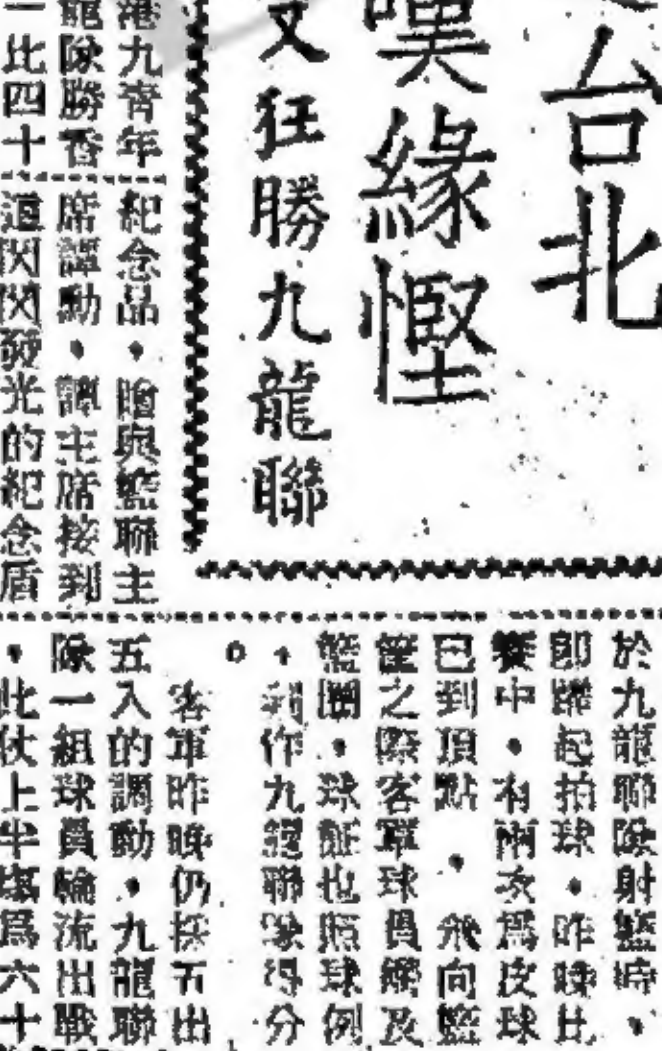 台北
嘆緣慳
又狂勝九龍聯
港九青年
龍隊勝香
一比四十
紀念品，贈與籃聯主
席譚勳，譚主席接到
這閃閃發光的紀念盾
於九龍聯隊射籃時，
即躍起拍球，昨晚比
賽中，有兩次爲皮球
已到頂點，飛向籃
筐之際客軍球員觸及
籃圈，球証也照球例
，判作九龍聯隊得分
。
客軍昨晚仍採五出
五入的調動，九龍聯
隊一組球員輪流出戰
，此仗上半場爲六十